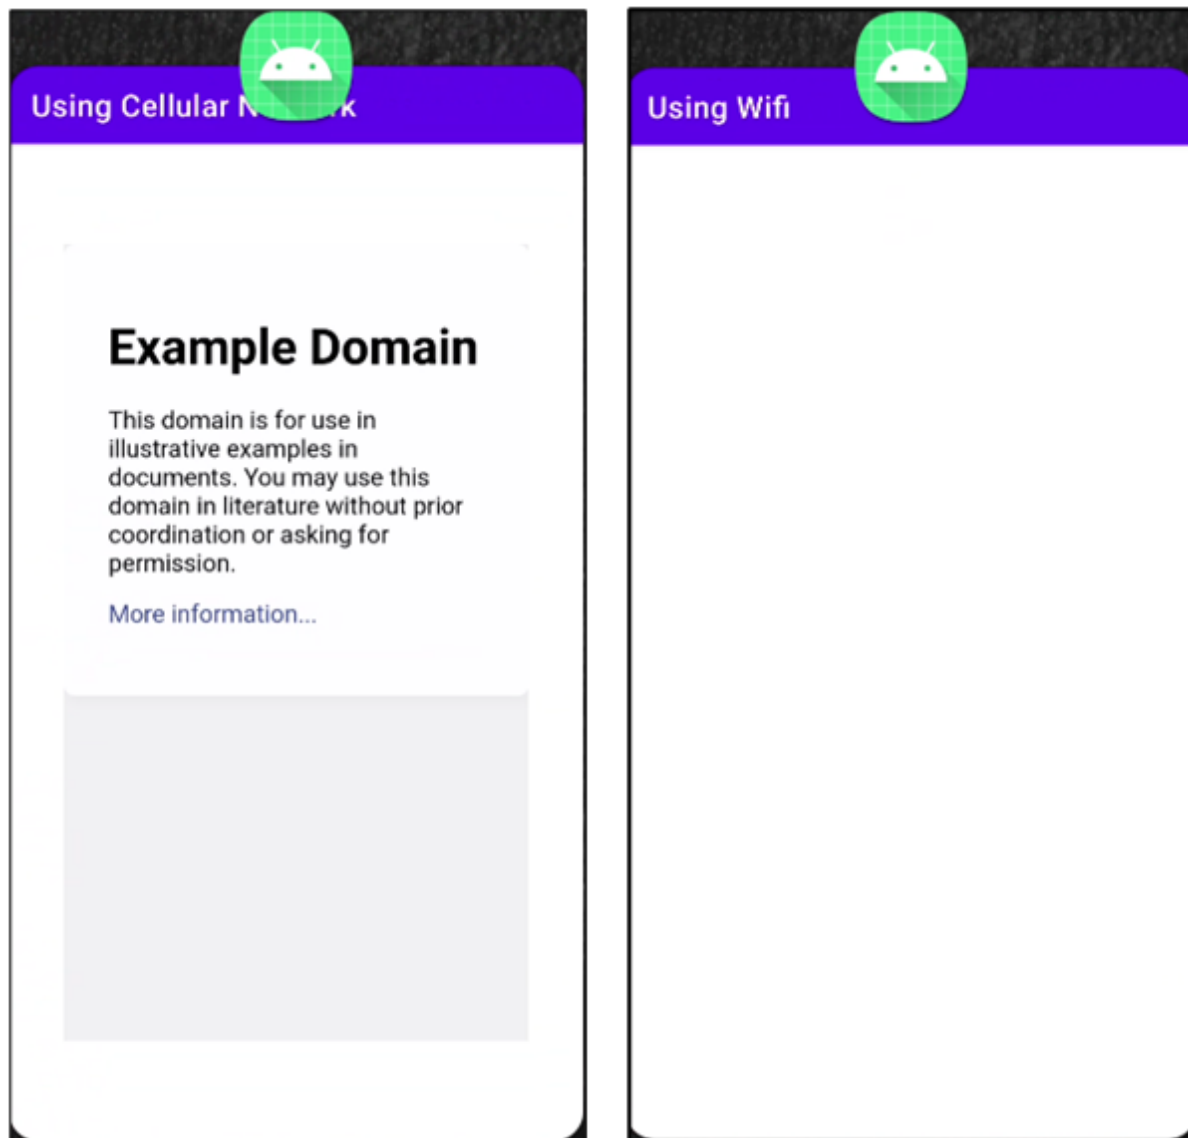 Using Cellular
Example Domain
This domain is for use in
illustrative examples in
documents. You may use this
domain in literature without prior
coordination or asking for
permission.
More information...
Using Wifi